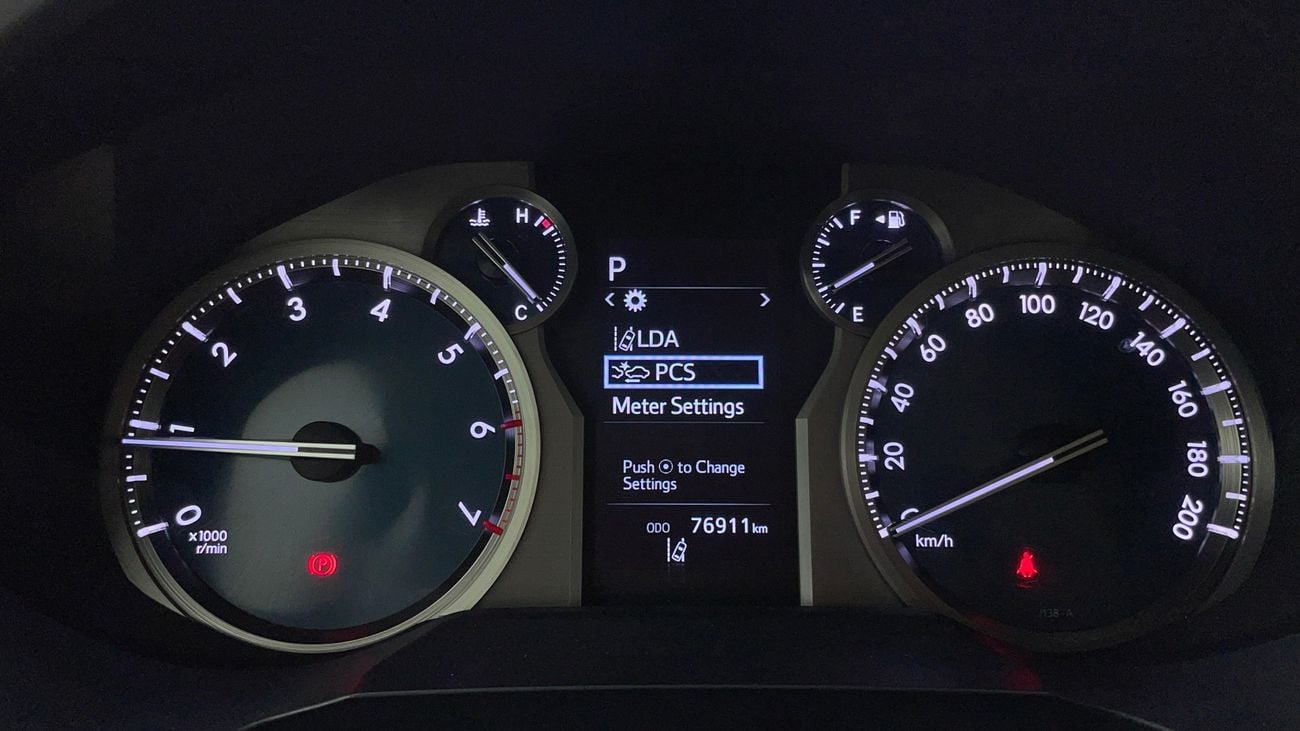 0
1
2
3
4
5
6
7
x1000
r/min
P
H
C
P
LDA
PCS
Meter Settings
Push to Change
Settings
ODO 76911 km
F
E
0
20
40
60
80
100
120
140
160
180
200
km/h